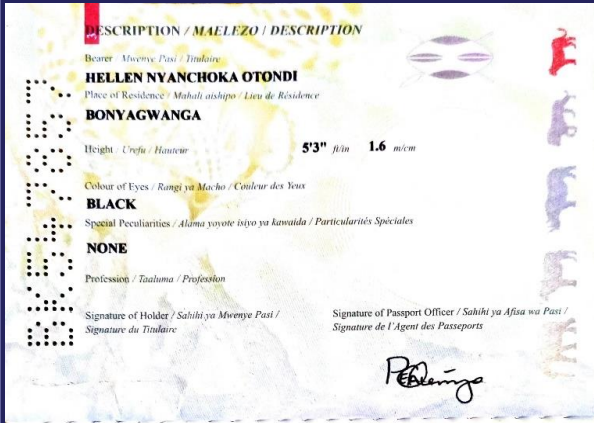 3
DESCRIPTION / MAELEZO / DESCRIPTION
Bearer / Mwenye Pasi / Titulaire
HELLEN NYANCHOKA OTONDI
Place of Residence / Mahali aishipo / Lieu de Résidence
BONYAGWANGA
Height / Urefu / Hauteur 5'3" ft/in 1.6 m/cm
Colour of Eyes / Rangi ya Macho / Couleur des Yeux
BLACK
Special Peculiarities / Alama yoyote isiyo ya kawaida / Particularités Spéciales
NONE
Profession / Taaluma / Profession
Signature of Holder / Sahihi ya Mwenye Pasi /
Signature du Titulaire
Signature of Passport Officer / Sahihi ya Afisa wa Pasi /
Signature de l'Agent des Passeports
BK547857